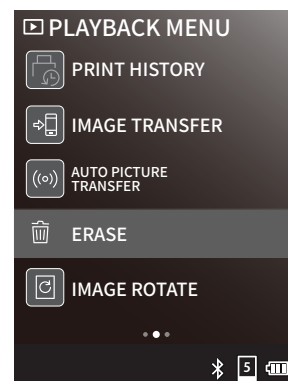 PLAYBACK MENU
PRINT HISTORY
IMAGE TRANSFER
AUTO PICTURE
TRANSFER
ERASE
IMAGE ROTATE
5